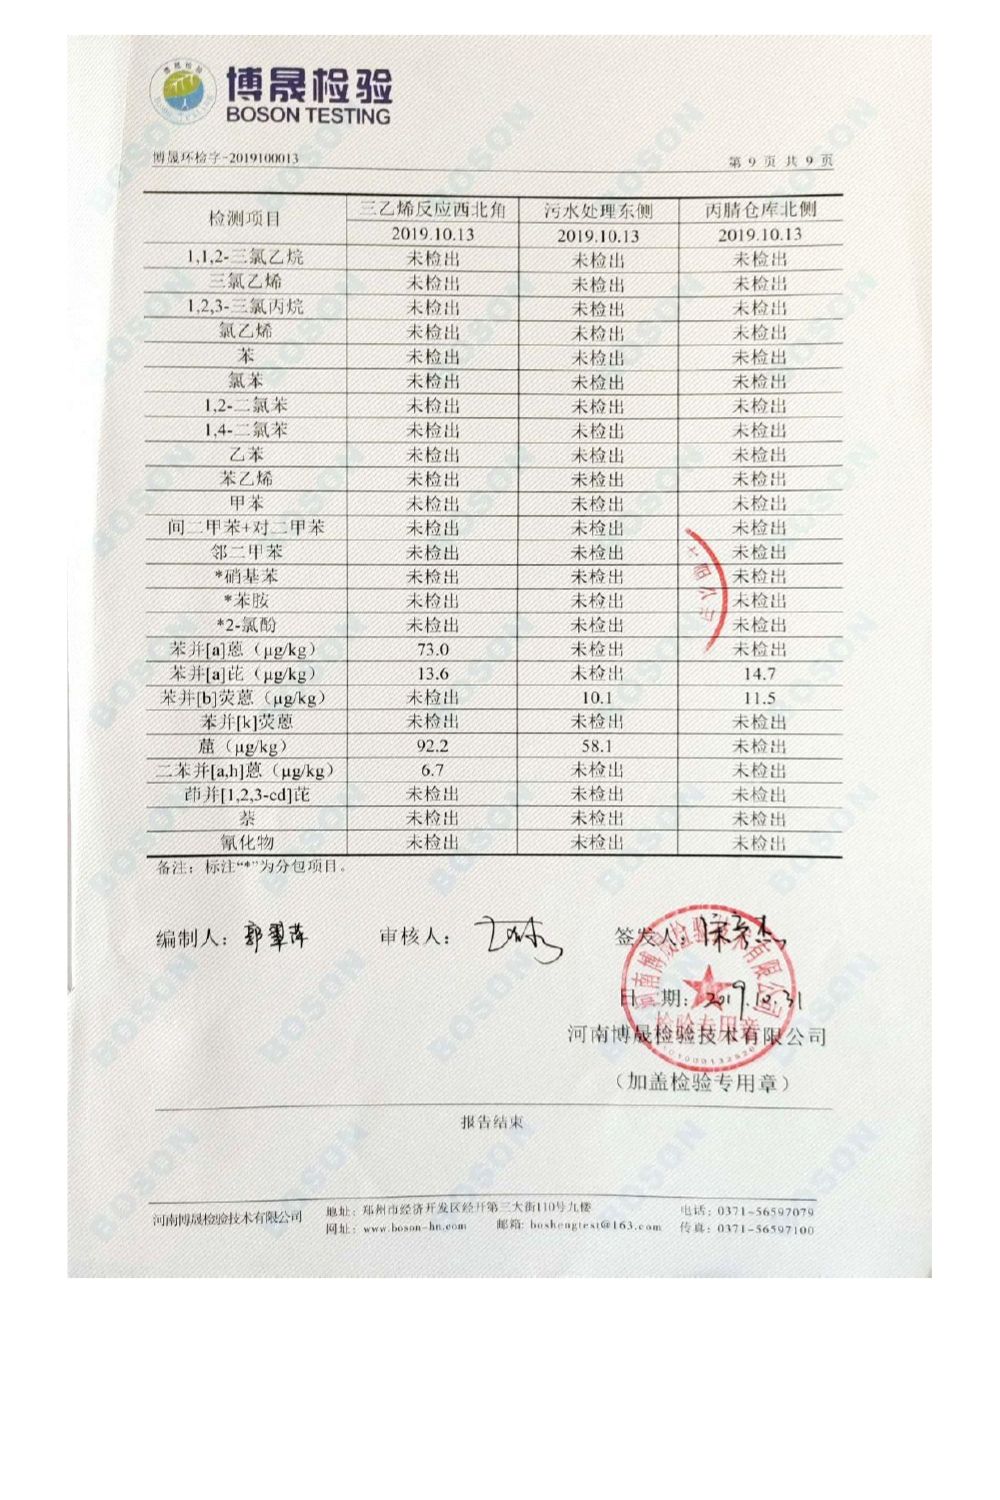 博晟检验
BOSON TESTING
博晟环检字-2019100013 第 9 页 共 9 页
检测项目 三乙烯反应西北角 污水处理东侧 丙腈仓库北侧
2019.10.13 2019.10.13 2019.10.13
1,1,2-三氯乙烷 未检出 未检出 未检出
三氯乙烯 未检出 未检出 未检出
1,2,3-三氯丙烷 未检出 未检出 未检出
氯乙烯 未检出 未检出 未检出
苯 未检出 未检出 未检出
氯苯 未检出 未检出 未检出
1,2-二氯苯 未检出 未检出 未检出
1,4-二氯苯 未检出 未检出 未检出
乙苯 未检出 未检出 未检出
苯乙烯 未检出 未检出 未检出
甲苯 未检出 未检出 未检出
间二甲苯+对二甲苯 未检出 未检出 未检出
邻二甲苯 未检出 未检出 未检出
*硝基苯 未检出 未检出 未检出
*苯胺 未检出 未检出 未检出
*2-氯酚 未检出 未检出 未检出
苯并[a]蒽（μg/kg） 73.0 未检出 未检出
苯并[a]芘（μg/kg） 13.6 未检出 14.7
苯并[b]荧蒽（μg/kg） 未检出 10.1 11.5
苯并[k]荧蒽 未检出 未检出 未检出
䓛（μg/kg） 92.2 58.1 未检出
二苯并[a,h]蒽（μg/kg） 6.7 未检出 未检出
茚并[1,2,3-cd]芘 未检出 未检出 未检出
萘 未检出 未检出 未检出
氰化物 未检出 未检出 未检出
备注：标注“*”为分包项目。
编制人： 审核人： 签发人：
日 期：2019.10.31
河南博晟检验技术有限公司
检验专用章
河南博晟检验技术有限公司
（加盖检验专用章）
报告结束
河南博晟检验技术有限公司 地址：郑州市经济开发区经开第三大街110号九楼 电话：0371-56597079
网址：www.boson-hn.com 邮箱：boshengtest@163.com 传真：0371-56597100